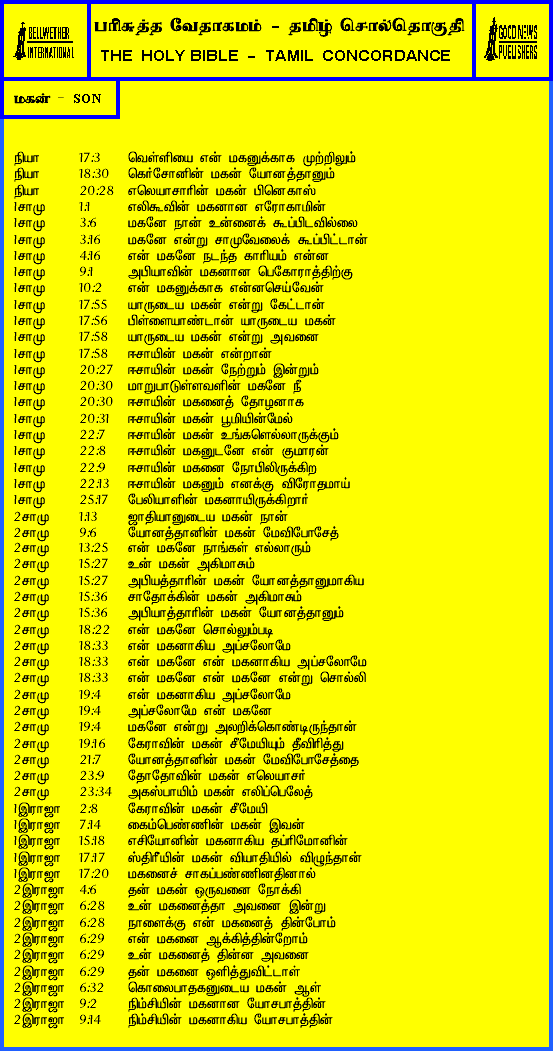 BELLWETHER
INTERNATIONAL
பரிசுத்த வேதாகமம் - தமிழ் சொல்தொகுதி
THE HOLY BIBLE - TAMIL CONCORDANCE
GOOD NEWS
PUBLISHERS
மகன் - SON
நியா 17:3 வெள்ளியை என் மகனுக்காக முற்றிலும்
நியா 18:30 கெர்சோனின் மகன் யோனத்தானும்
நியா 20:28 எலெயாசாரின் மகன் பினெகாஸ்
1சாமு 1:1 எலிகூவின் மகனான எரோகாமின்
1சாமு 3:6 மகனே நான் உன்னைக் கூப்பிடவில்லை
1சாமு 3:16 மகனே என்று சாமுவேலைக் கூப்பிட்டான்
1சாமு 4:16 என் மகனே நடந்த காரியம் என்ன
1சாமு 9:1 அபியாவின் மகனான பெகோராத்திற்கு
1சாமு 10:2 என் மகனுக்காக என்னசெய்வேன்
1சாமு 17:55 யாருடைய மகன் என்று கேட்டான்
1சாமு 17:56 பிள்ளையாண்டான் யாருடைய மகன்
1சாமு 17:58 யாருடைய மகன் என்று அவனை
1சாமு 17:58 ஈசாயின் மகன் என்றான்
1சாமு 20:27 ஈசாயின் மகன் நேற்றும் இன்றும்
1சாமு 20:30 மாறுபாடுள்ளவளின் மகனே நீ
1சாமு 20:30 ஈசாயின் மகனைத் தோழனாக
1சாமு 20:31 ஈசாயின் மகன் பூமியின்மேல்
1சாமு 22:7 ஈசாயின் மகன் உங்களெல்லாருக்கும்
1சாமு 22:8 ஈசாயின் மகனுடனே என் குமாரன்
1சாமு 22:9 ஈசாயின் மகனை நோபிலிருக்கிற
1சாமு 22:13 ஈசாயின் மகனும் எனக்கு விரோதமாய்
1சாமு 25:17 பேலியாளின் மகனாயிருக்கிறார்
2சாமு 1:13 ஜாதியானுடைய மகன் நான்
2சாமு 9:6 யோனத்தானின் மகன் மேவிபோசேத்
2சாமு 13:25 என் மகனே நாங்கள் எல்லாரும்
2சாமு 15:27 உன் மகன் அகிமாசும்
2சாமு 15:27 அபியத்தாரின் மகன் யோனத்தானுமாகிய
2சாமு 15:36 சாதோக்கின் மகன் அகிமாசும்
2சாமு 15:36 அபியாத்தாரின் மகன் யோனத்தானும்
2சாமு 18:22 என் மகனே சொல்லும்படி
2சாமு 18:33 என் மகனாகிய அப்சலோமே
2சாமு 18:33 என் மகனே என் மகனாகிய அப்சலோமே
2சாமு 18:33 என் மகனே என் மகனே என்று சொல்லி
2சாமு 19:4 என் மகனாகிய அப்சலோமே
2சாமு 19:4 அப்சலோமே என் மகனே
2சாமு 19:4 மகனே என்று அலறிக்கொண்டிருந்தான்
2சாமு 19:16 கேராவின் மகன் சீமேயியும் தீவிரித்து
2சாமு 21:7 யோனத்தானின் மகன் மேவிபோசேத்தை
2சாமு 23:9 தோதோவின் மகன் எலெயாசர்
2சாமு 23:34 அகஸ்பாயிம் மகன் எலிப்பெலேத்
1இராஜா 2:8 கேராவின் மகன் சீமேயி
1இராஜா 7:14 கைம்பெண்ணின் மகன் இவன்
1இராஜா 15:18 எசியோனின் மகனாகிய தப்ரிமோனின்
1இராஜா 17:17 ஸ்திரீயின் மகன் வியாதியில் விழுந்தான்
1இராஜா 17:20 மகனைச் சாகப்பண்ணினதினால்
2இராஜா 4:6 தன் மகன் ஒருவனை நோக்கி
2இராஜா 6:28 உன் மகனைத்தா அவனை இன்று
2இராஜா 6:28 நாளைக்கு என் மகனைத் தின்போம்
2இராஜா 6:29 என் மகனை ஆக்கித்தின்றோம்
2இராஜா 6:29 உன் மகனைத் தின்ன அவனை
2இராஜா 6:29 தன் மகனை ஒளித்துவிட்டாள்
2இராஜா 6:32 கொலைபாதகனுடைய மகன் ஆள்
2இராஜா 9:2 நிம்சியின் மகனான யோசபாத்தின்
2இராஜா 9:14 நிம்சியின் மகனாகிய யோசபாத்தின்